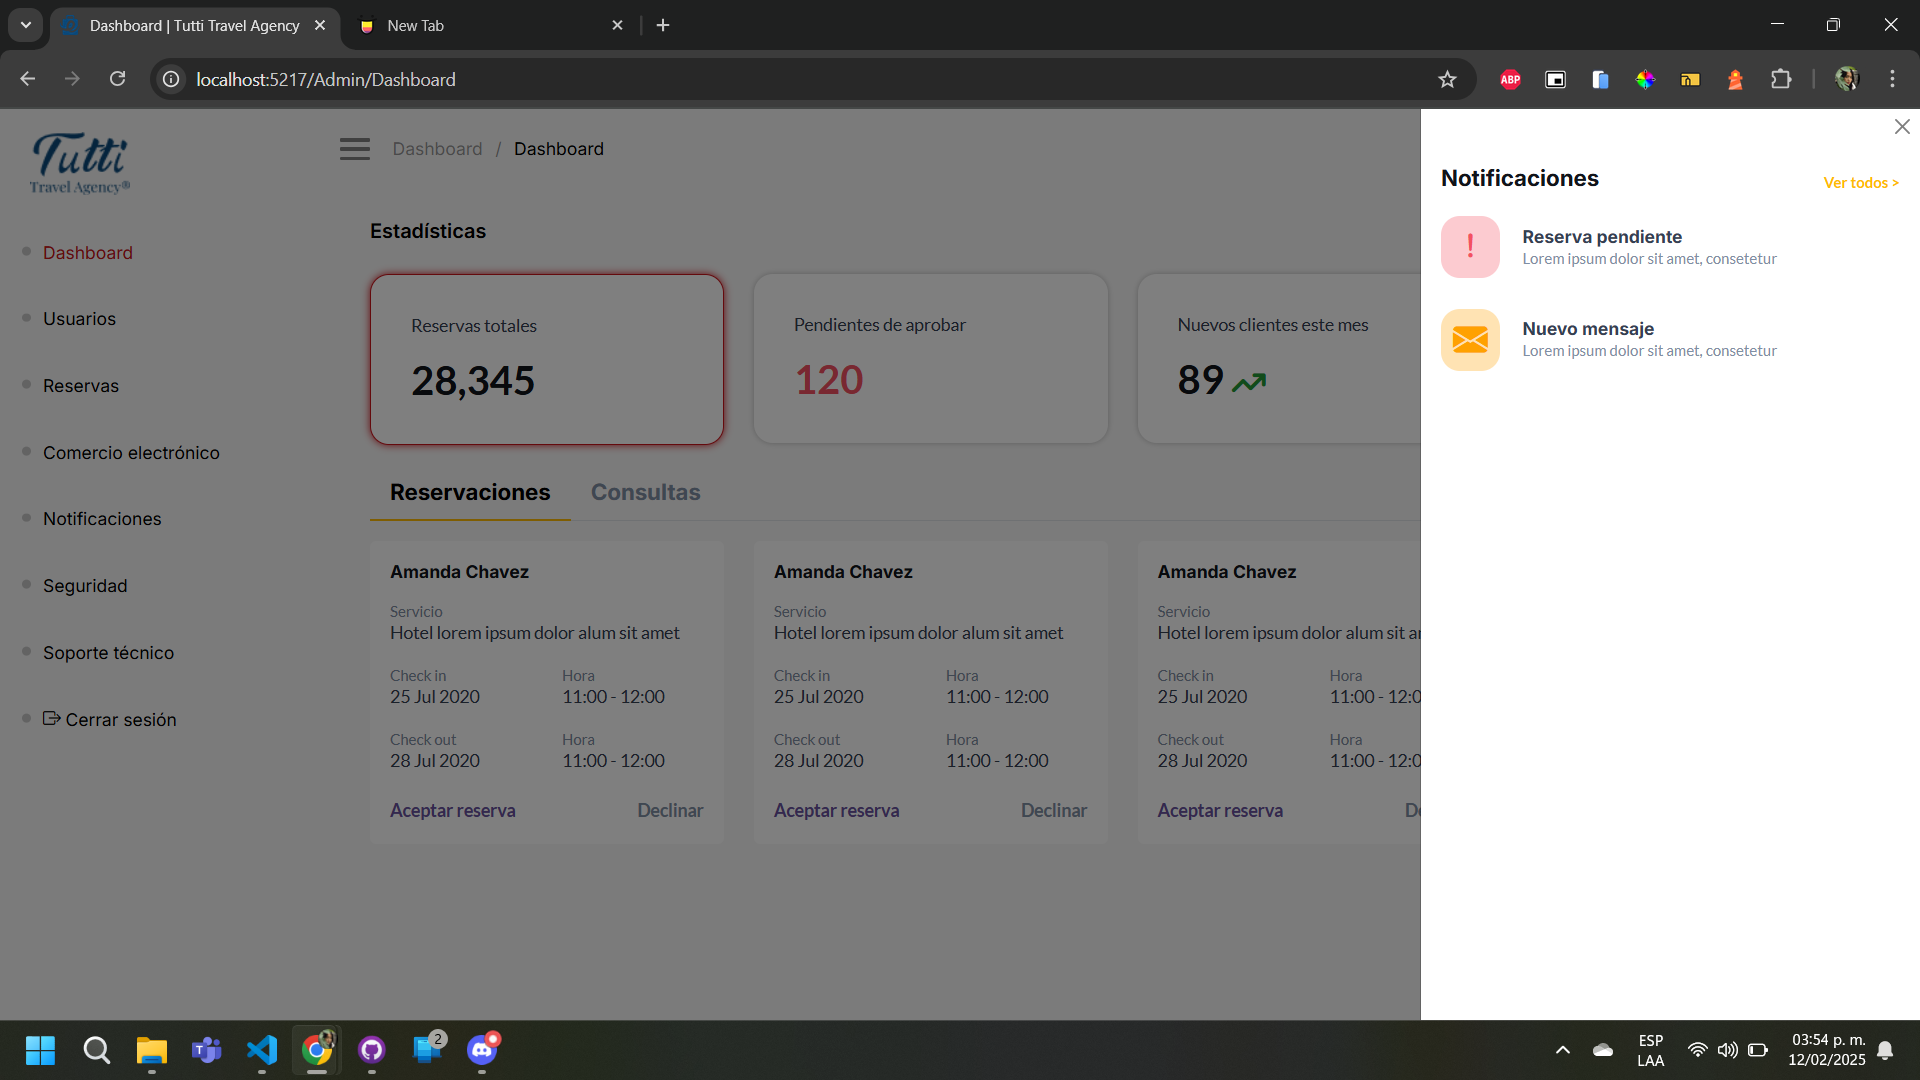 Dashboard | Tutti Travel Agency
New Tab
localhost:5217/Admin/Dashboard
ABP
Tutti
Travel Agency®
Dashboard
Usuarios
Reservas
Comercio electrónico
Notificaciones
Seguridad
Soporte técnico
Cerrar sesión
Dashboard / Dashboard
Estadísticas
Reservas totales
28,345
Pendientes de aprobar
120
Nuevos clientes este mes
89
Reservaciones
Consultas
Amanda Chavez
Servicio
Hotel lorem ipsum dolor alum sit amet
Check in Hora
25 Jul 2020 11:00 - 12:00
Check out Hora
28 Jul 2020 11:00 - 12:00
Aceptar reserva Declinar
Amanda Chavez
Servicio
Hotel lorem ipsum dolor alum sit amet
Check in Hora
25 Jul 2020 11:00 - 12:00
Check out Hora
28 Jul 2020 11:00 - 12:00
Aceptar reserva Declinar
Amanda Chavez
Servicio
Hotel lorem ipsum dolor alum sit
Check in Hora
25 Jul 2020 11:00 -
Check out Hora
28 Jul 2020 11:00 -
Aceptar reserva
Notificaciones
Ver todos >
!
Reserva pendiente
Lorem ipsum dolor sit amet, consetetur
Nuevo mensaje
Lorem ipsum dolor sit amet, consetetur
2
ESP
LAA
03:54 p. m.
12/02/2025